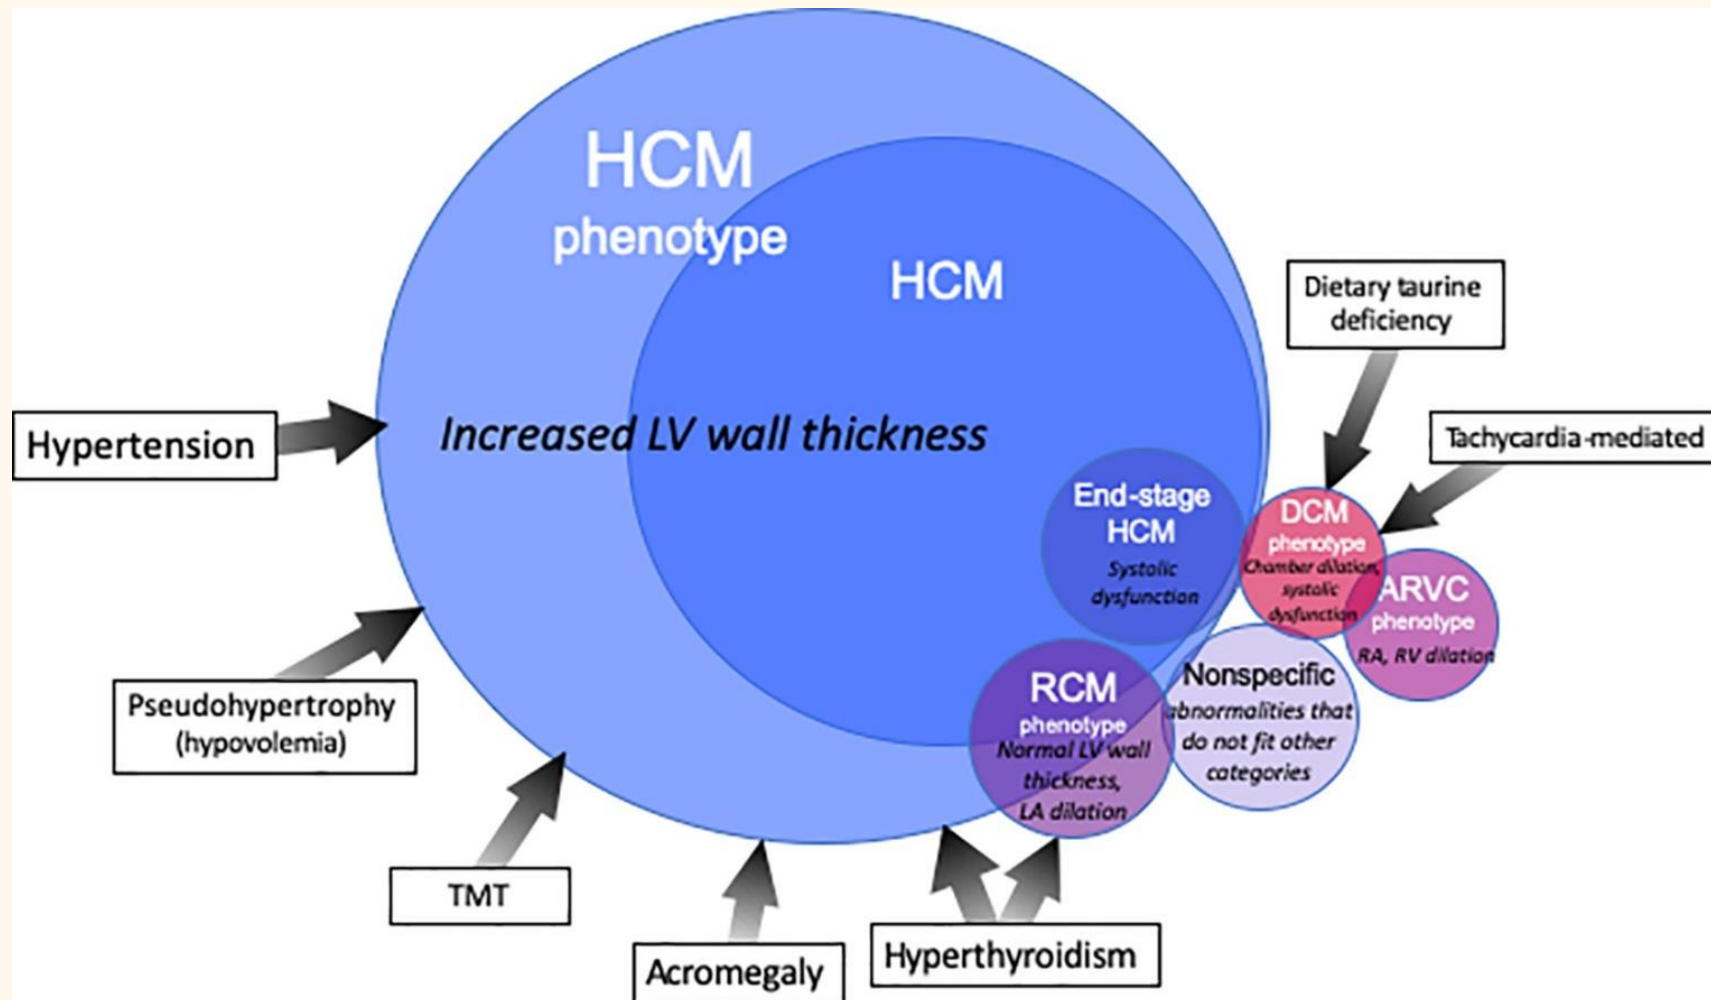 HCM
phenotype
HCM
Increased LV wall thickness
Hypertension
Pseudohypertrophy
(hypovolemia)
TMT
Acromegaly
Hyperthyroidism
End-stage
HCM
Systolic
dysfunction
RCM
phenotype
Normal LV wall
thickness,
LA dilation
Dietary taurine
deficiency
Tachycardia-mediated
DCM
phenotype
Chamber dilation,
systolic
dysfunction
ARVC
phenotype
RA, RV dilation
Nonspecific
abnormalities that
do not fit other
categories